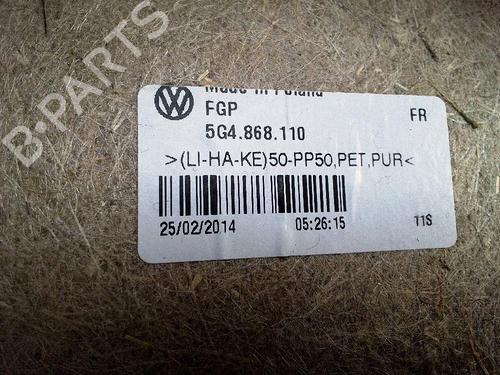 B-PARTS
Made in Poland
FGP FR
5G4.868.110
>(LI-HA-KE)50-PP50,PET,PUR<
25/02/2014 05:26:15 11S